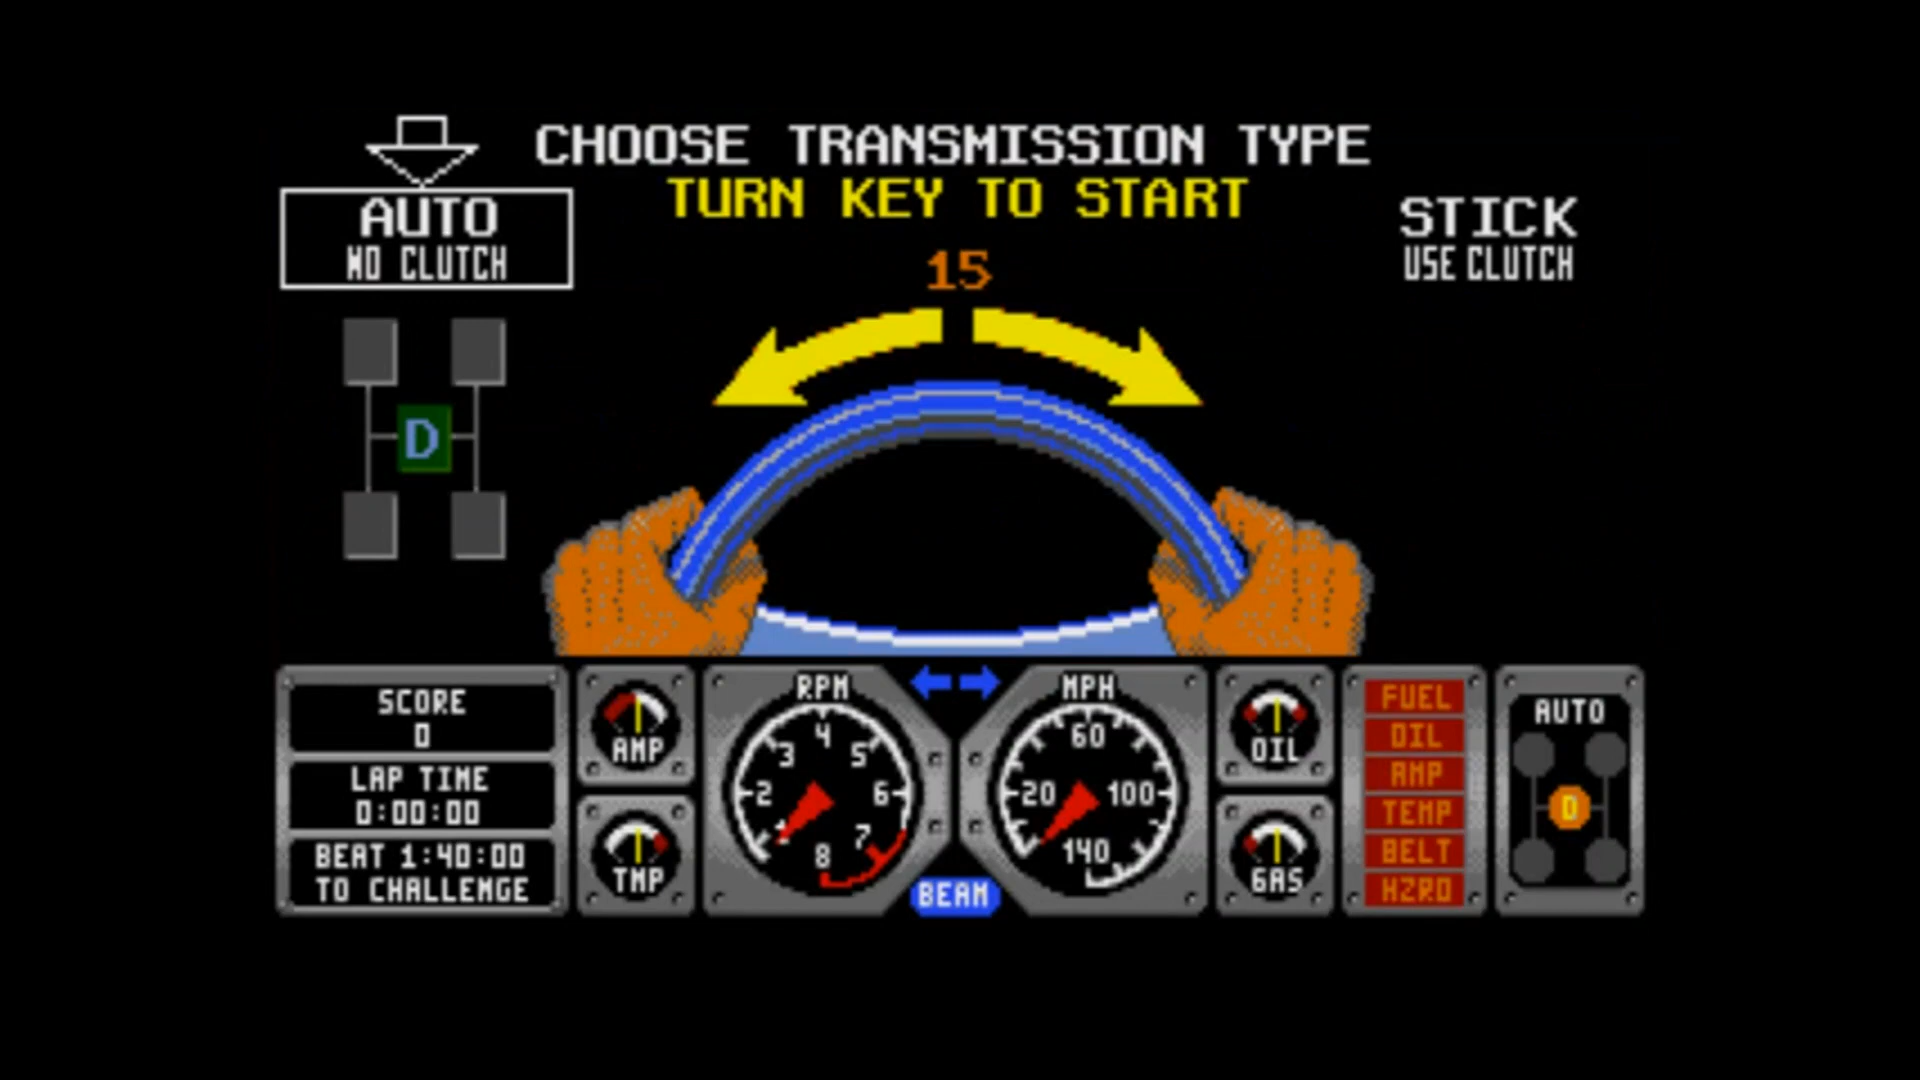 CHOOSE TRANSMISSION TYPE
TURN KEY TO START
AUTO
NO CLUTCH
STICK
USE CLUTCH
15
D
SCORE
0
LAP TIME
0:00:00
BEAT 1:40:00
TO CHALLENGE
AMP
TMP
RPM
1 2 3 4 5 6 7 8
BEAM
MPH
20 60 100 140
OIL
GAS
FUEL
OIL
AMP
TEMP
BELT
HZRD
AUTO
D